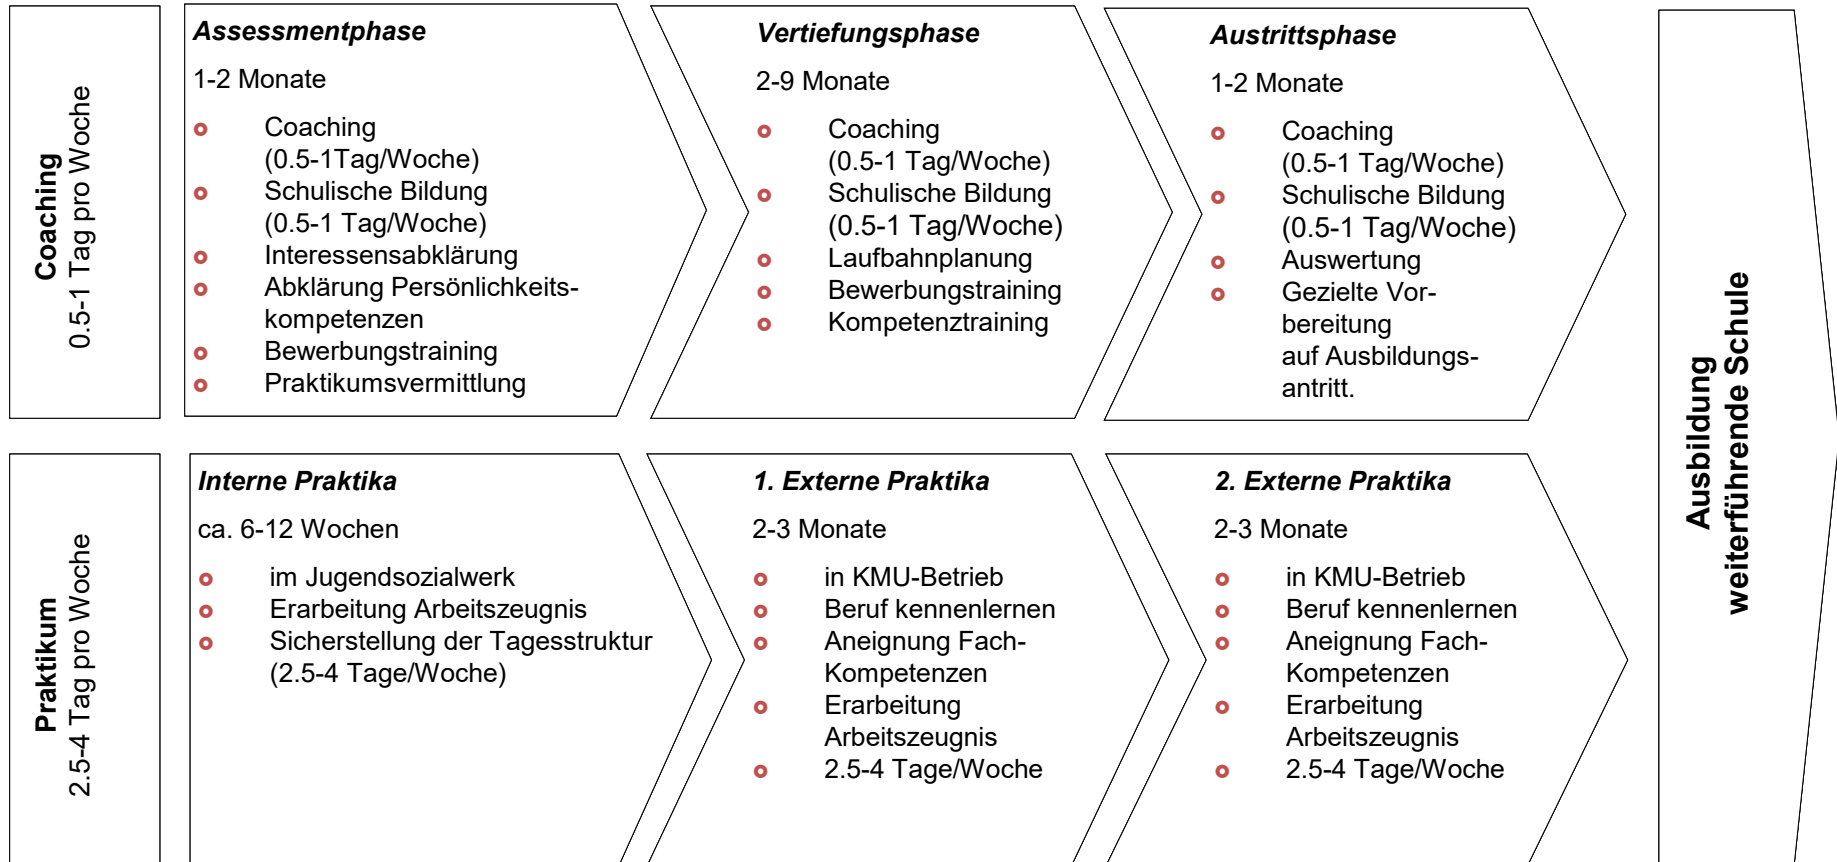 Coaching
0.5-1 Tag pro Woche
Assessmentphase
1-2 Monate
Coaching
(0.5-1Tag/Woche)
Schulische Bildung
(0.5-1 Tag/Woche)
Interessensabklärung
Abklärung Persönlichkeits-
kompetenzen
Bewerbungstraining
Praktikumsvermittlung
Vertiefungsphase
2-9 Monate
Coaching
(0.5-1 Tag/Woche)
Schulische Bildung
(0.5-1 Tag/Woche)
Laufbahnplanung
Bewerbungstraining
Kompetenztraining
Austrittsphase
1-2 Monate
Coaching
(0.5-1 Tag/Woche)
Schulische Bildung
(0.5-1 Tag/Woche)
Auswertung
Gezielte Vor-
bereitung
auf Ausbildungs-
antritt.
Praktikum
2.5-4 Tag pro Woche
Interne Praktika
ca. 6-12 Wochen
im Jugendsozialwerk
Erarbeitung Arbeitszeugnis
Sicherstellung der Tagesstruktur
(2.5-4 Tage/Woche)
1. Externe Praktika
2-3 Monate
in KMU-Betrieb
Beruf kennenlernen
Aneignung Fach-
Kompetenzen
Erarbeitung
Arbeitszeugnis
2.5-4 Tage/Woche
2. Externe Praktika
2-3 Monate
in KMU-Betrieb
Beruf kennenlernen
Aneignung Fach-
Kompetenzen
Erarbeitung
Arbeitszeugnis
2.5-4 Tage/Woche
Ausbildung
weiterführende Schule